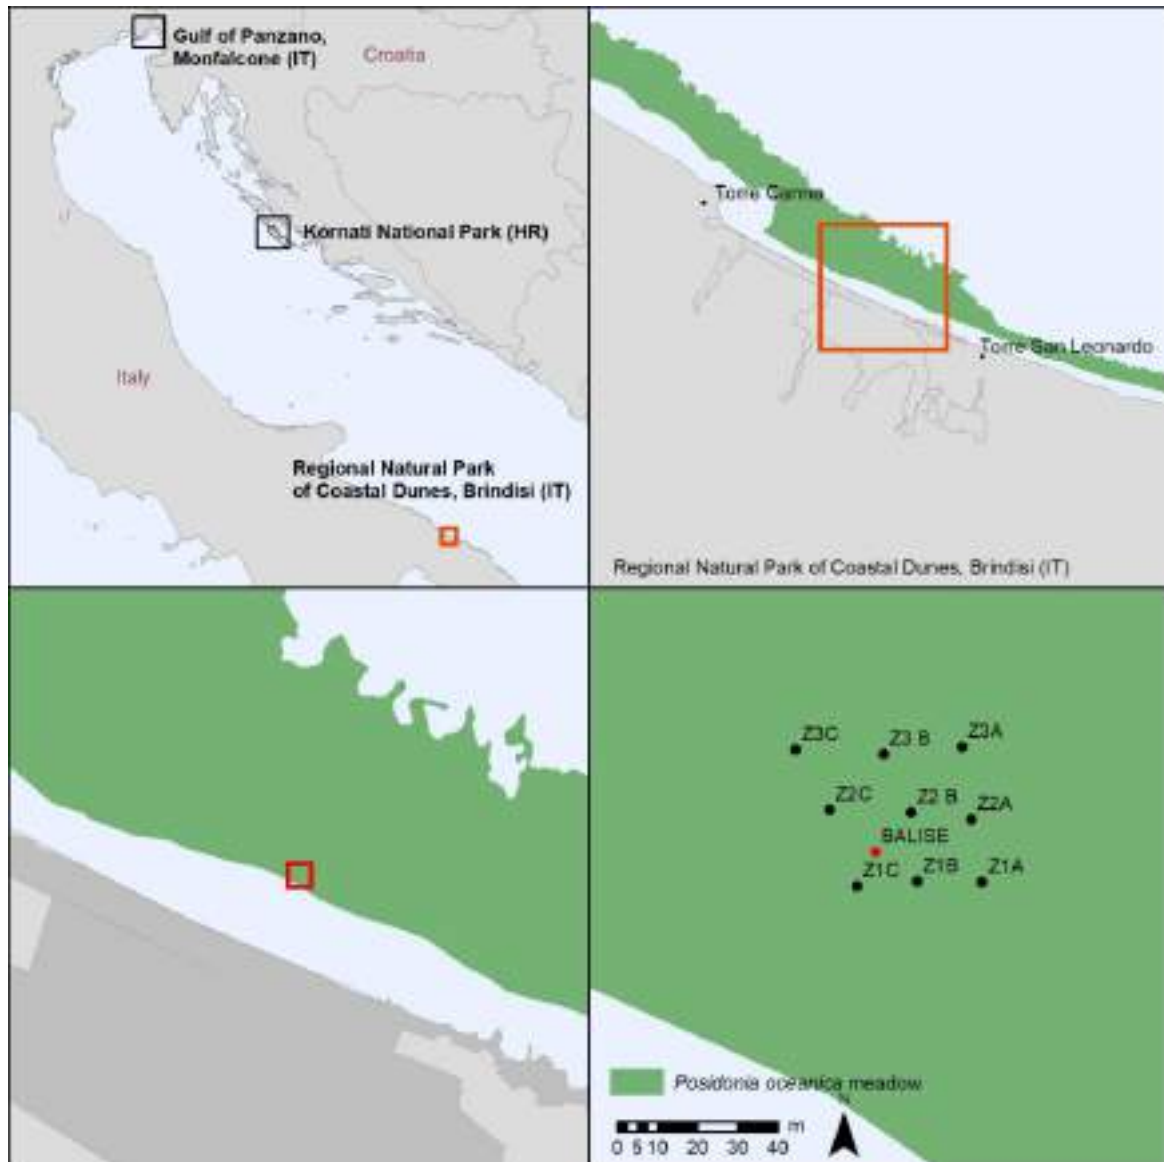 Gulf of Panzano,
Monfalcone (IT)
Croatia
Kornati National Park (HR)
Italy
Regional Natural Park
of Coastal Dunes, Brindisi (IT)
Torre Canne
Torre San Leonardo
Regional Natural Park of Coastal Dunes, Brindisi (IT)
Z3C
Z3 B
Z3A
Z2C
Z2 B
Z2A
BALISE
Z1C
Z1B
Z1A
Posidonia oceanica meadow
N
m
0 5 10 20 30 40